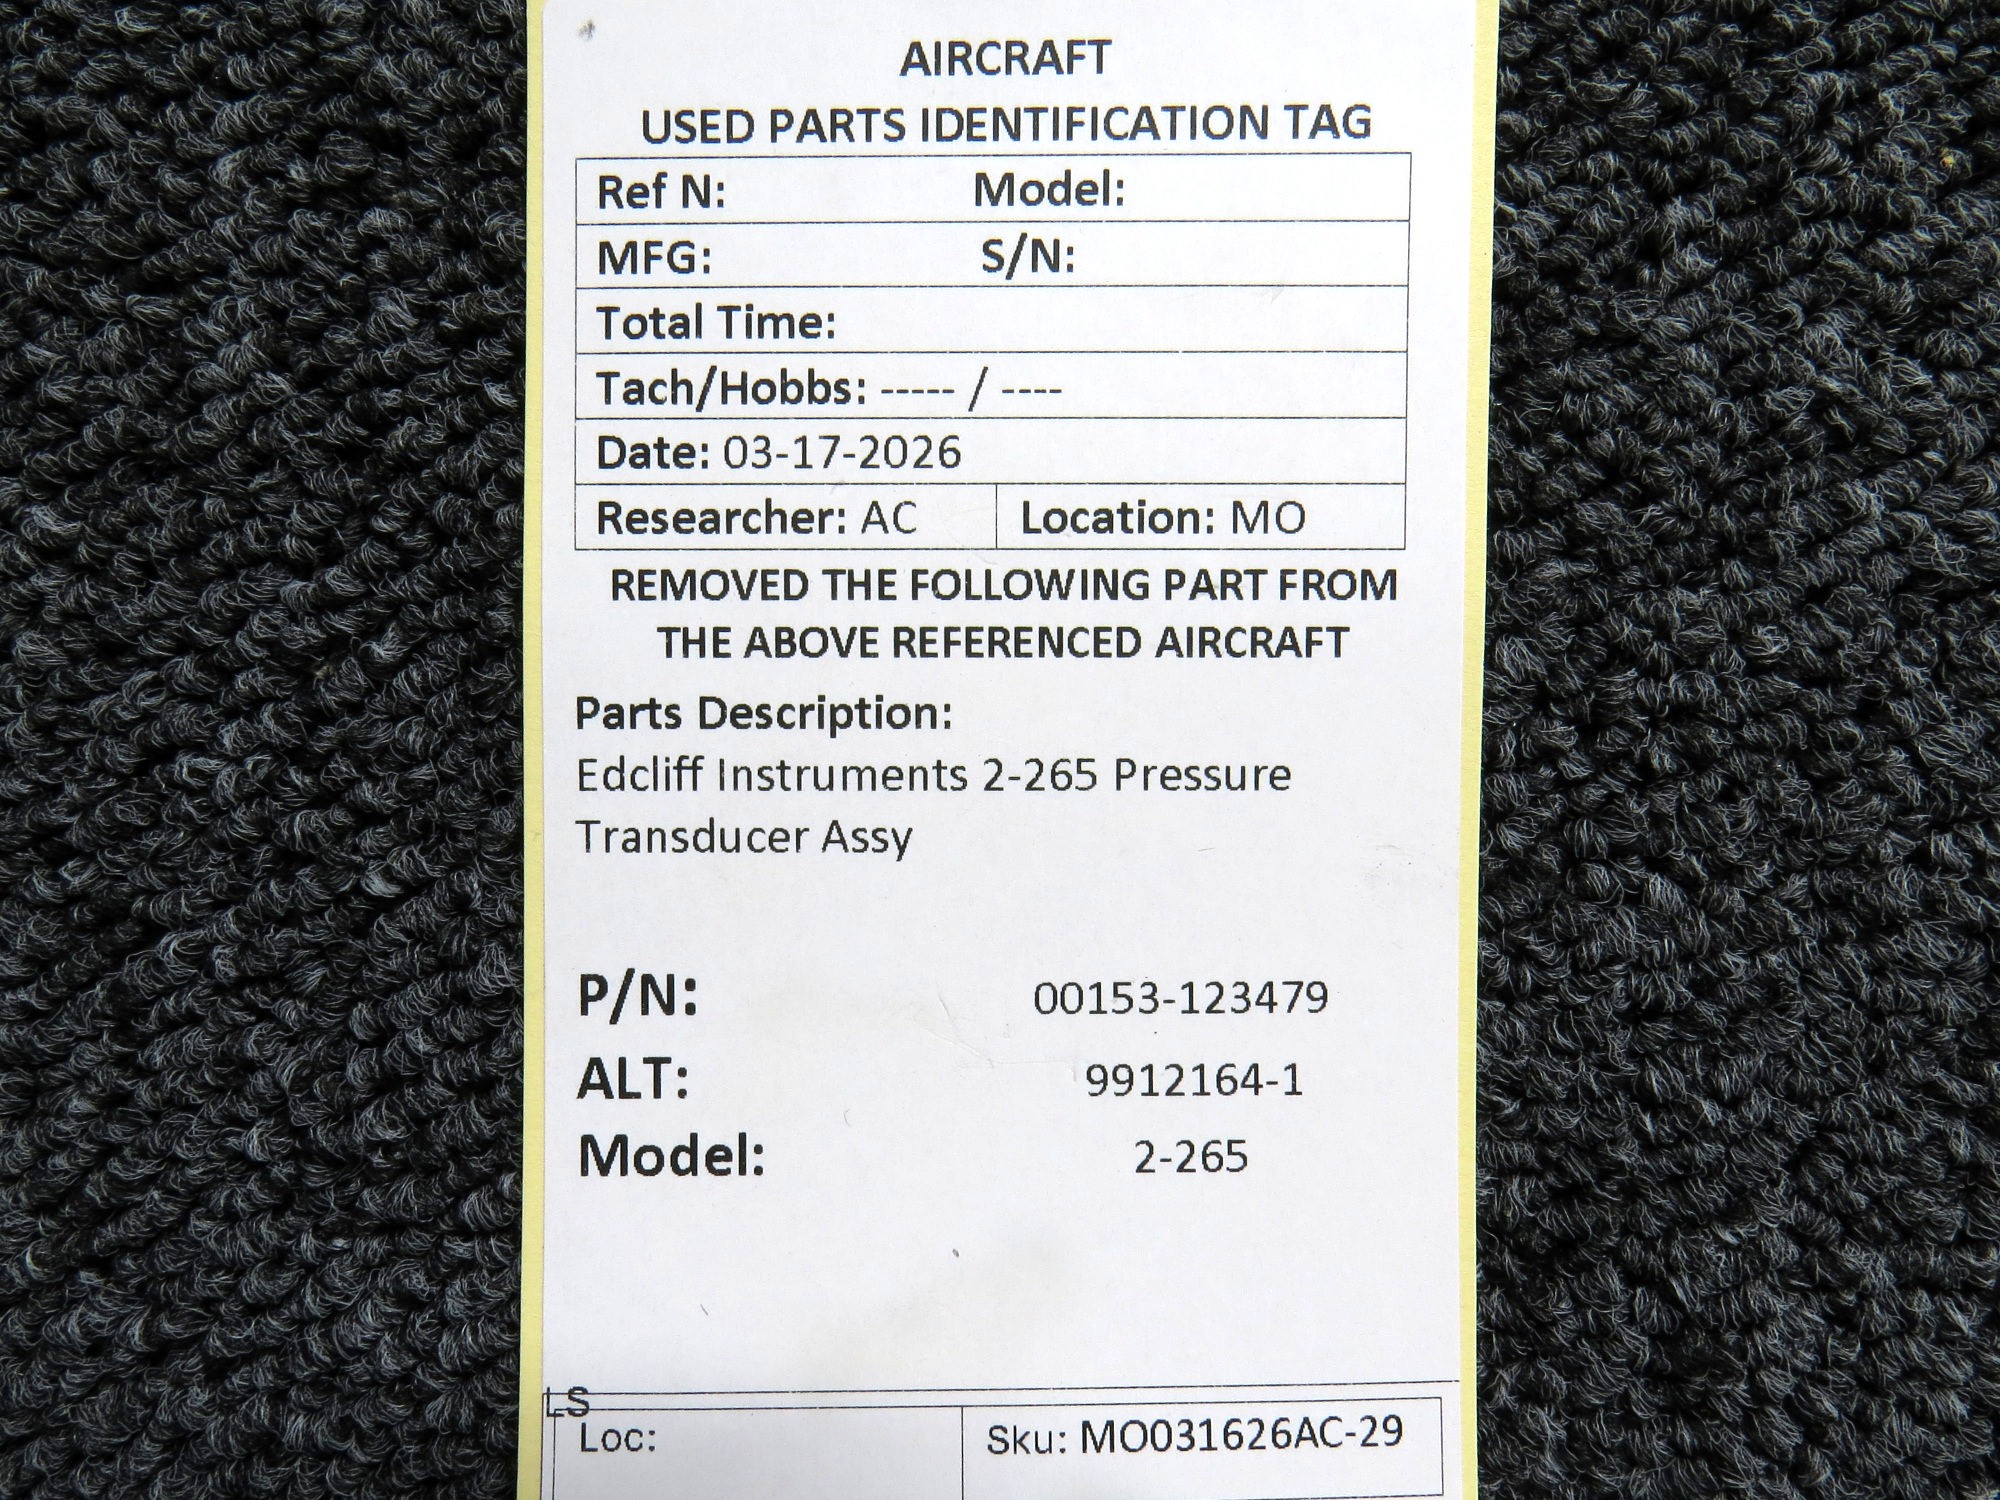 AIRCRAFT
USED PARTS IDENTIFICATION TAG
Ref N: Model:
MFG: S/N:
Total Time:
Tach/Hobbs: ----- / ----
Date: 03-17-2026
Researcher: AC Location: MO
REMOVED THE FOLLOWING PART FROM
THE ABOVE REFERENCED AIRCRAFT
Parts Description:
Edcliff Instruments 2-265 Pressure
Transducer Assy
P/N: 00153-123479
ALT: 9912164-1
Model: 2-265
LS
Loc: Sku: MO031626AC-29